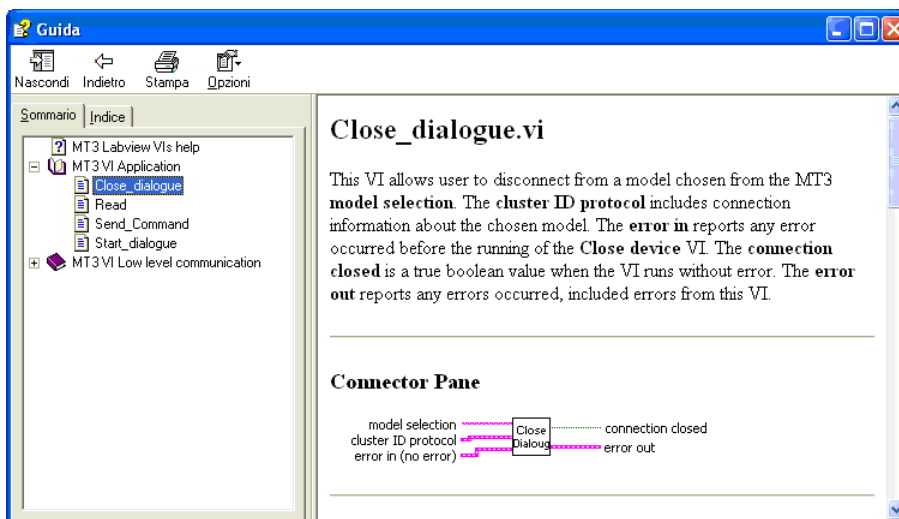 Guida
Nascondi Indietro Stampa Opzioni
Sommario Indice
MT3 Labview VIs help
MT3 VI Application
Close_dialogue
Read
Send_Command
Start_dialogue
MT3 VI Low level communication
Close_dialogue.vi
This VI allows user to disconnect from a model chosen from the MT3
model selection. The cluster ID protocol includes connection
information about the chosen model. The error in reports any error
occurred before the running of the Close device VI. The connection
closed is a true boolean value when the VI runs without error. The error
out reports any errors occurred, included errors from this VI.
Connector Pane
model selection
cluster ID protocol
error in (no error)
Close
Dialoug
connection closed
error out